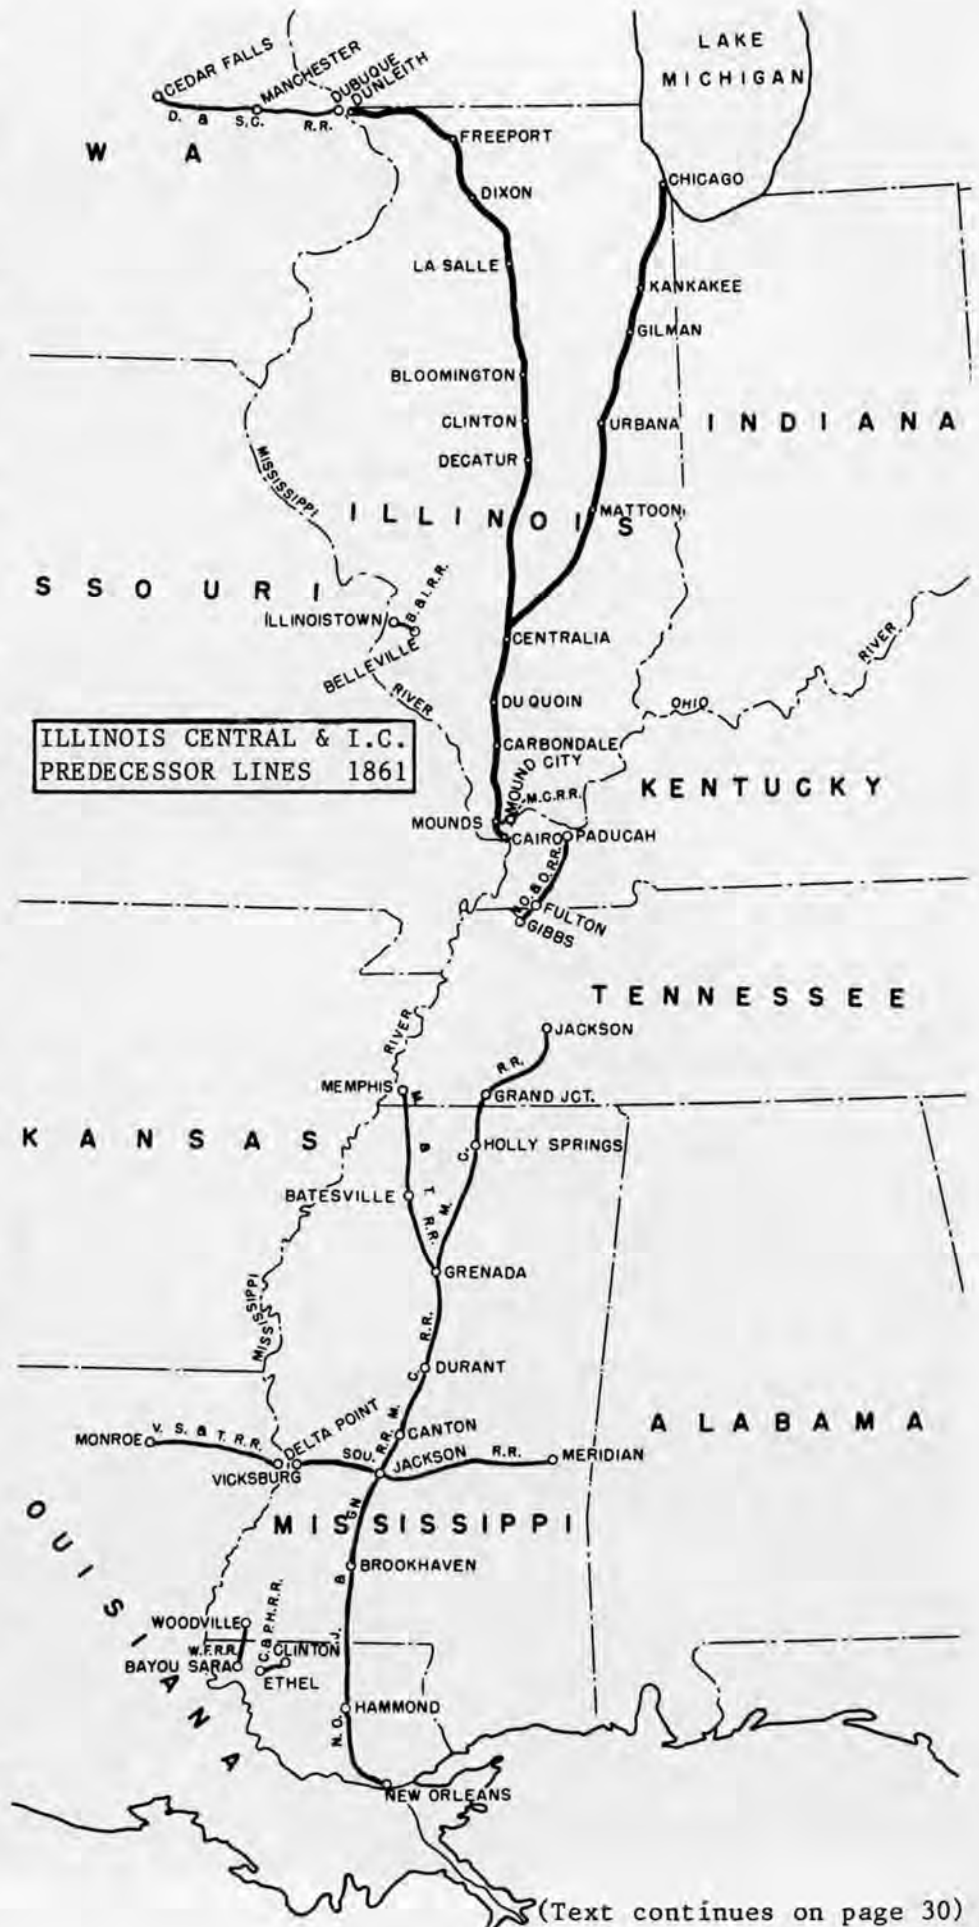 LAKE
MICHIGAN
CEDAR FALLS
MANCHESTER
DUBUQUE
DUNLEITH
D. & S.C. R.R.
W A
FREEPORT
CHICAGO
DIXON
LA SALLE
KANKAKEE
GILMAN
BLOOMINGTON
CLINTON
URBANA
INDIANA
DECATUR
MISSISSIPPI
ILLINOIS
MATTOON
SSOURI
B. & I. R.R.
ILLINOISTOWN
CENTRALIA
BELLEVILLE
RIVER
RIVER
OHIO
DU QUOIN
ILLINOIS CENTRAL & I.C.
PREDECESSOR LINES 1861
CARBONDALE
MOUND CITY
KENTUCKY
M.C.R.R.
MOUNDS
CAIRO
PADUCAH
N.O. & O.R.R.
FULTON
GIBBS
TENNESSEE
RIVER
JACKSON
R.R.
MEMPHIS
GRAND JCT.
KANSAS
M. & T. R.R.
HOLLY SPRINGS
BATESVILLE
M. C.
GRENADA
MISSISSIPPI
R.R.
DURANT
M. C.
ALABAMA
V. S. & T. R.R.
DELTA POINT
CANTON
MONROE
SOU.
R.R.
R.R.
MERIDIAN
VICKSBURG
JACKSON
OUISIANA
MISSISSIPPI
BROOKHAVEN
N.O. J. & GN
WOODVILLE
C. & P.H.R.R.
W.F.R.R.
CLINTON
BAYOU SARA
ETHEL
HAMMOND
NEW ORLEANS
(Text continues on page 30)